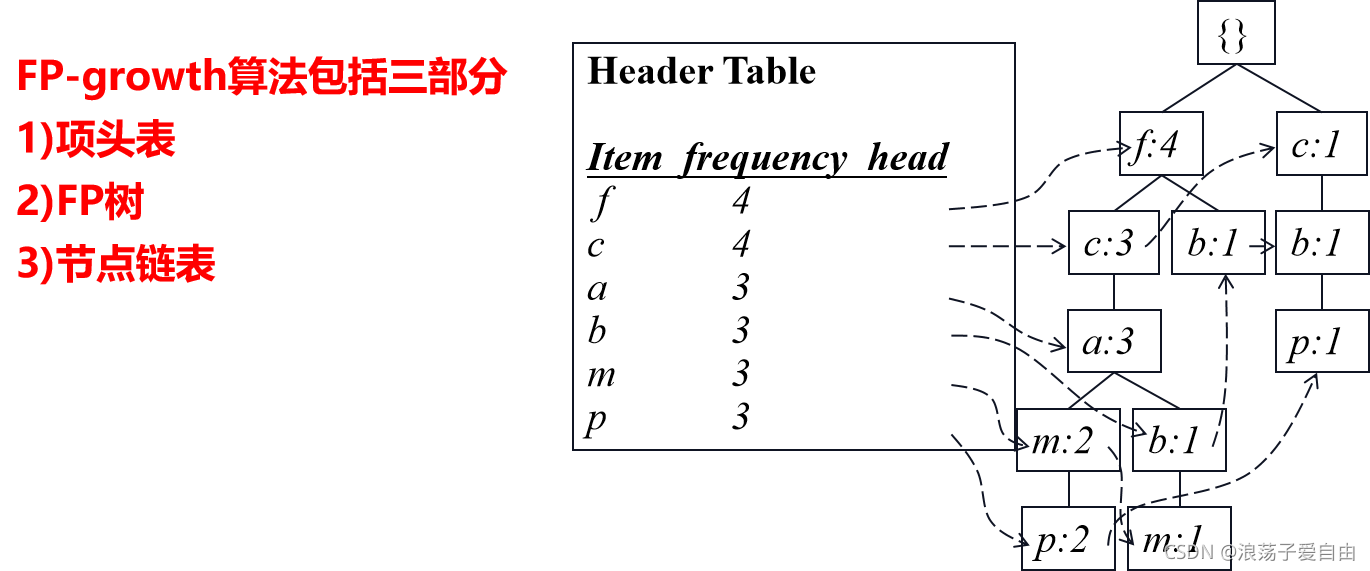 FP-growth算法包括三部分
1)项头表
2)FP树
3)节点链表
Header Table
Item frequency head
f 4
c 4
a 3
b 3
m 3
p 3
{}
f:4 c:1
c:3 b:1 b:1
a:3 p:1
m:2 b:1
p:2 m:1
CSDN @浪荡子爱自由